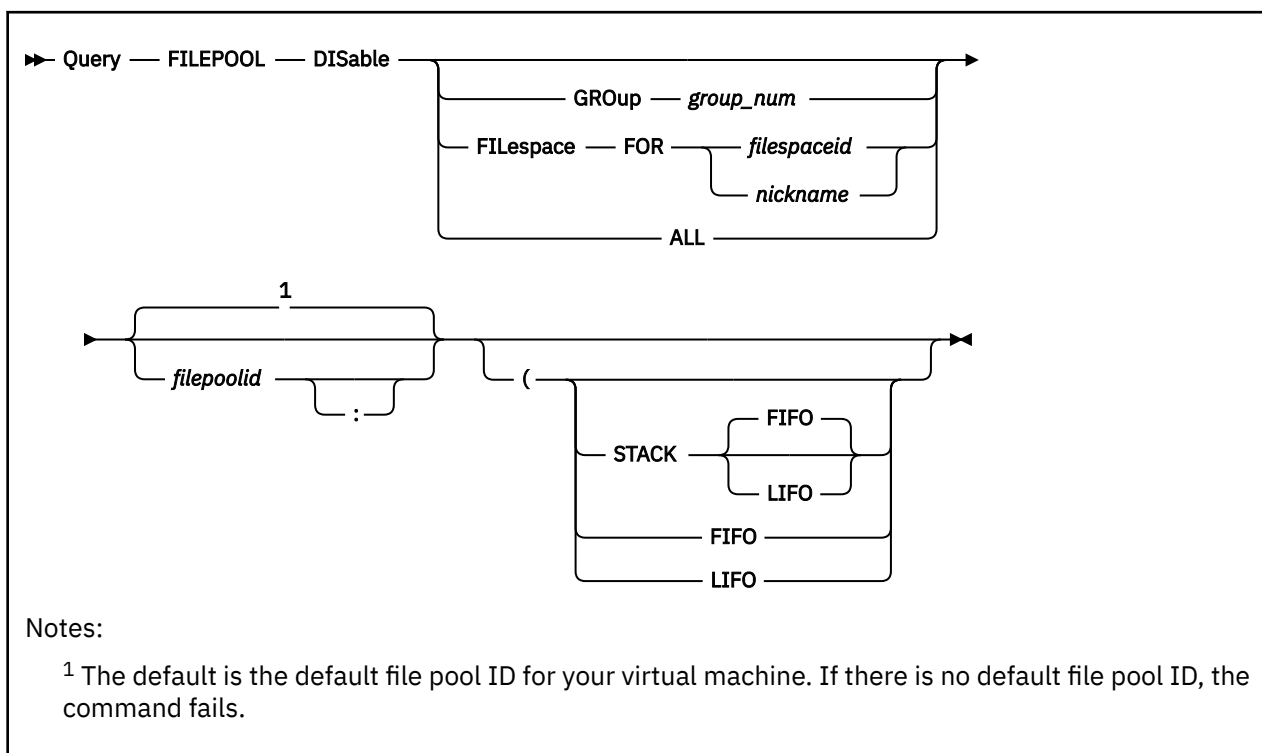 Query — FILEPOOL — DISable
GROup — group_num
FILespace — FOR — filespaceid
nickname
ALL
1
filepoolid
:
(
FIFO
STACK
LIFO
FIFO
LIFO
Notes:
1 The default is the default file pool ID for your virtual machine. If there is no default file pool ID, the
command fails.